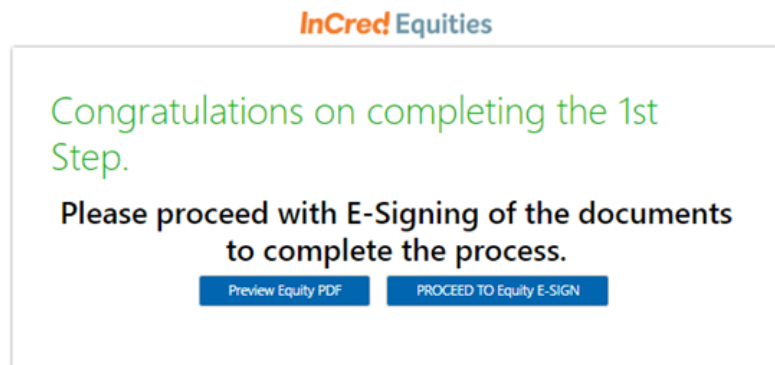 InCred Equities
Congratulations on completing the 1st
Step.
Please proceed with E-Signing of the documents
to complete the process.
Preview Equity PDF PROCEED TO Equity E-SIGN